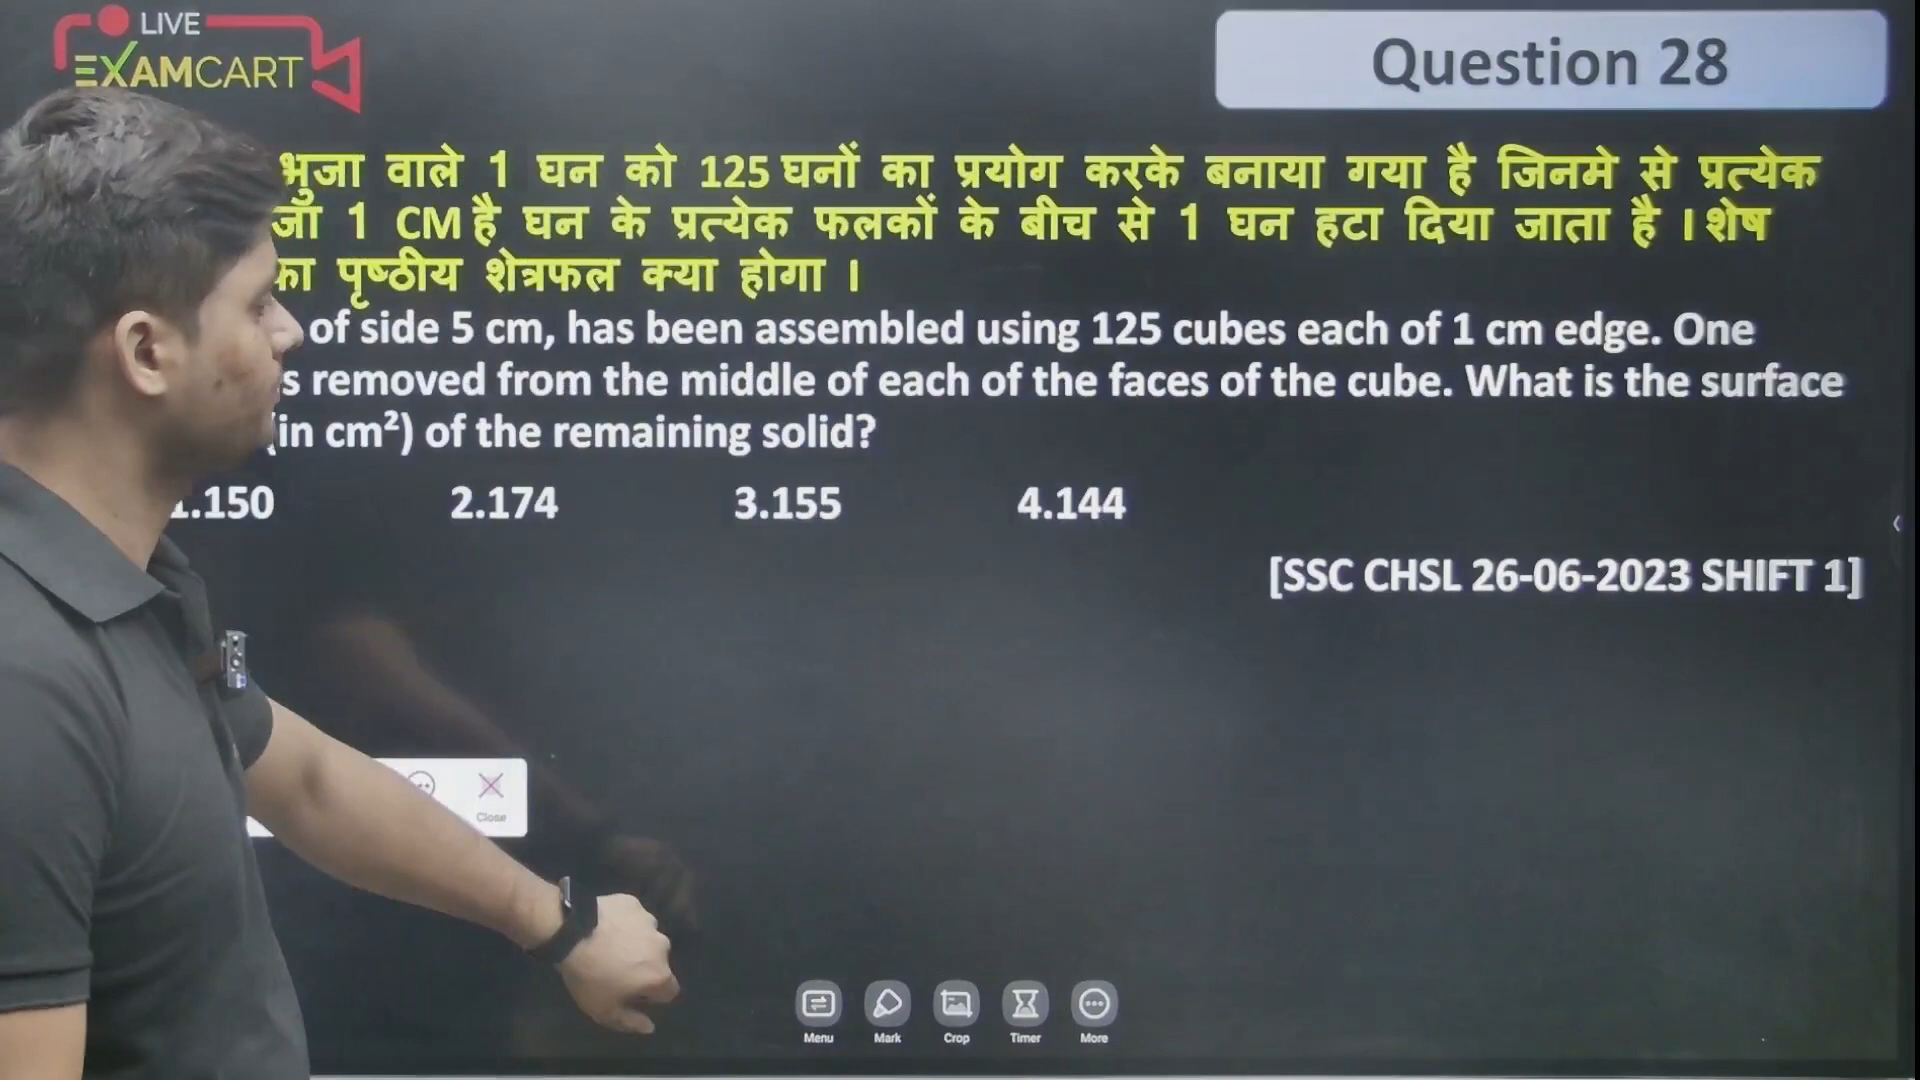 LIVE
EXAMCART
Question 28
भुजा वाले 1 घन को 125 घनों का प्रयोग करके बनाया गया है जिनमे से प्रत्येक
1 CM है घन के प्रत्येक फलकों के बीच से 1 घन हटा दिया जाता है । शेष
का पृष्ठीय शेत्रफल क्या होगा ।
of side 5 cm, has been assembled using 125 cubes each of 1 cm edge. One
removed from the middle of each of the faces of the cube. What is the surface
(in cm²) of the remaining solid?
1.150 2.174 3.155 4.144
[SSC CHSL 26-06-2023 SHIFT 1]
Close
Menu Mark Crop Timer More